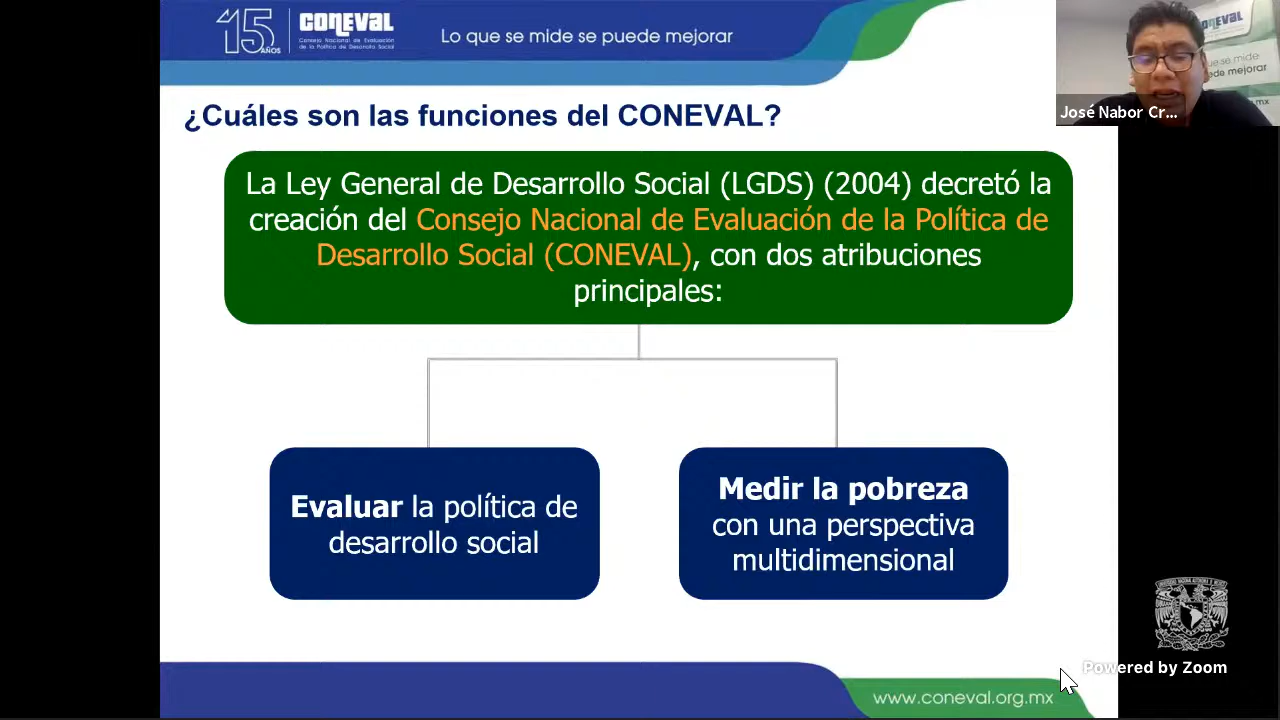 15 AÑOS
CONEVAL
Consejo Nacional de Evaluación
de la Política de Desarrollo Social
Lo que se mide se puede mejorar
¿Cuáles son las funciones del CONEVAL?
La Ley General de Desarrollo Social (LGDS) (2004) decretó la
creación del Consejo Nacional de Evaluación de la Política de
Desarrollo Social (CONEVAL), con dos atribuciones
principales:
Evaluar la política de
desarrollo social
Medir la pobreza
con una perspectiva
multidimensional
www.coneval.org.mx
José Nabor Cr...
Powered by Zoom